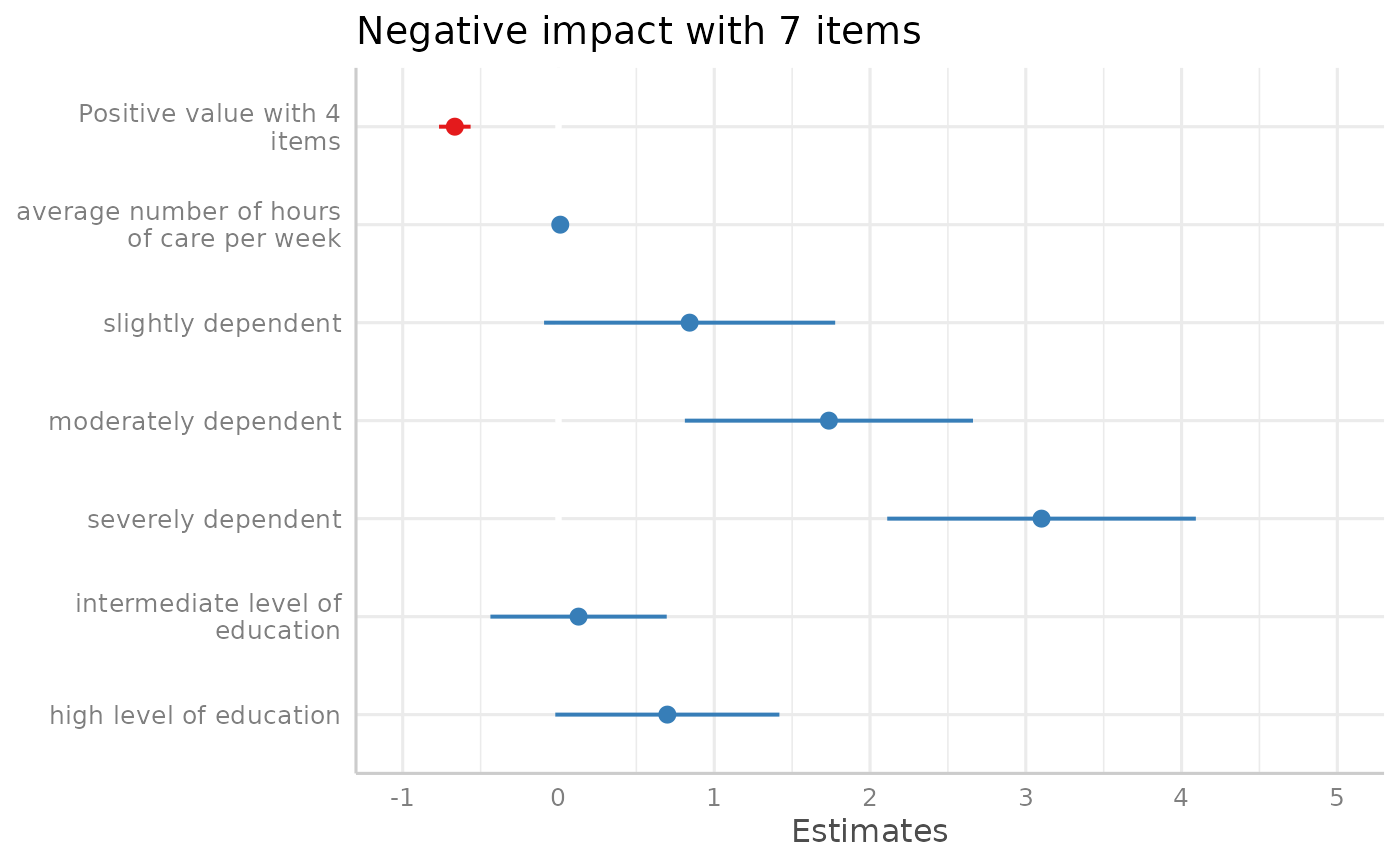 Negative impact with 7 items
Positive value with 4
items
average number of hours
of care per week
slightly dependent
moderately dependent
severely dependent
intermediate level of
education
high level of education
-1 0 1 2 3 4 5
Estimates